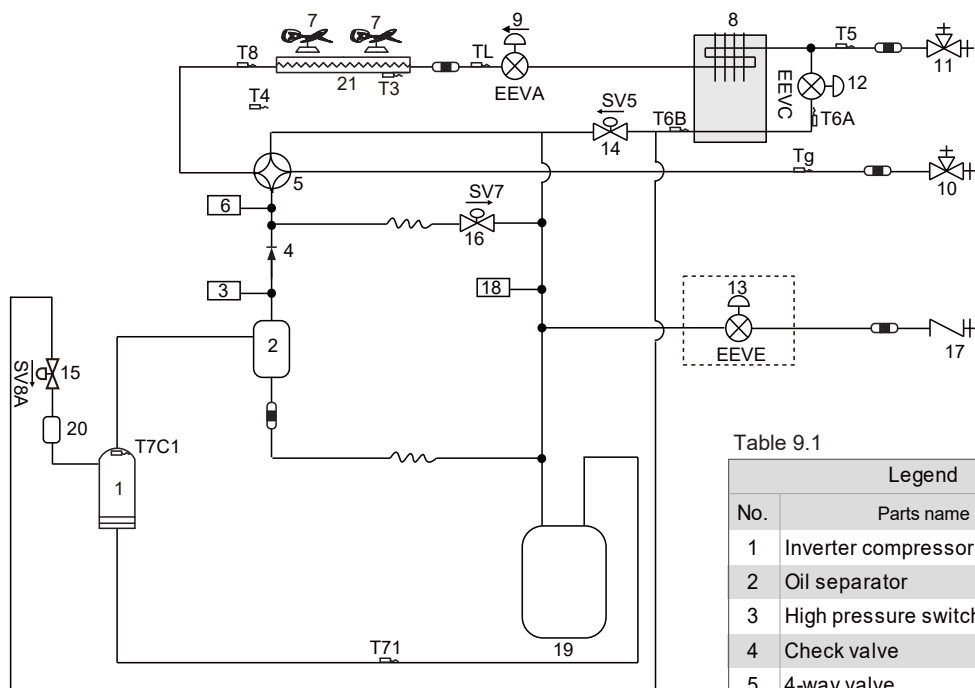 7 7 9 8
T8 TL T5
21 T3 EEVA EEVC 12 11
T4 SV5 T6B T6A
14 Tg
5 10
6 SV7
16
4
3 18 13
2 EEVE 17
SV8A 15
20
T7C1
1
T71 19
Table 9.1
Legend
No. Parts name
1 Inverter compressor
2 Oil separator
3 High pressure switch
4 Check valve
5 4-way valve